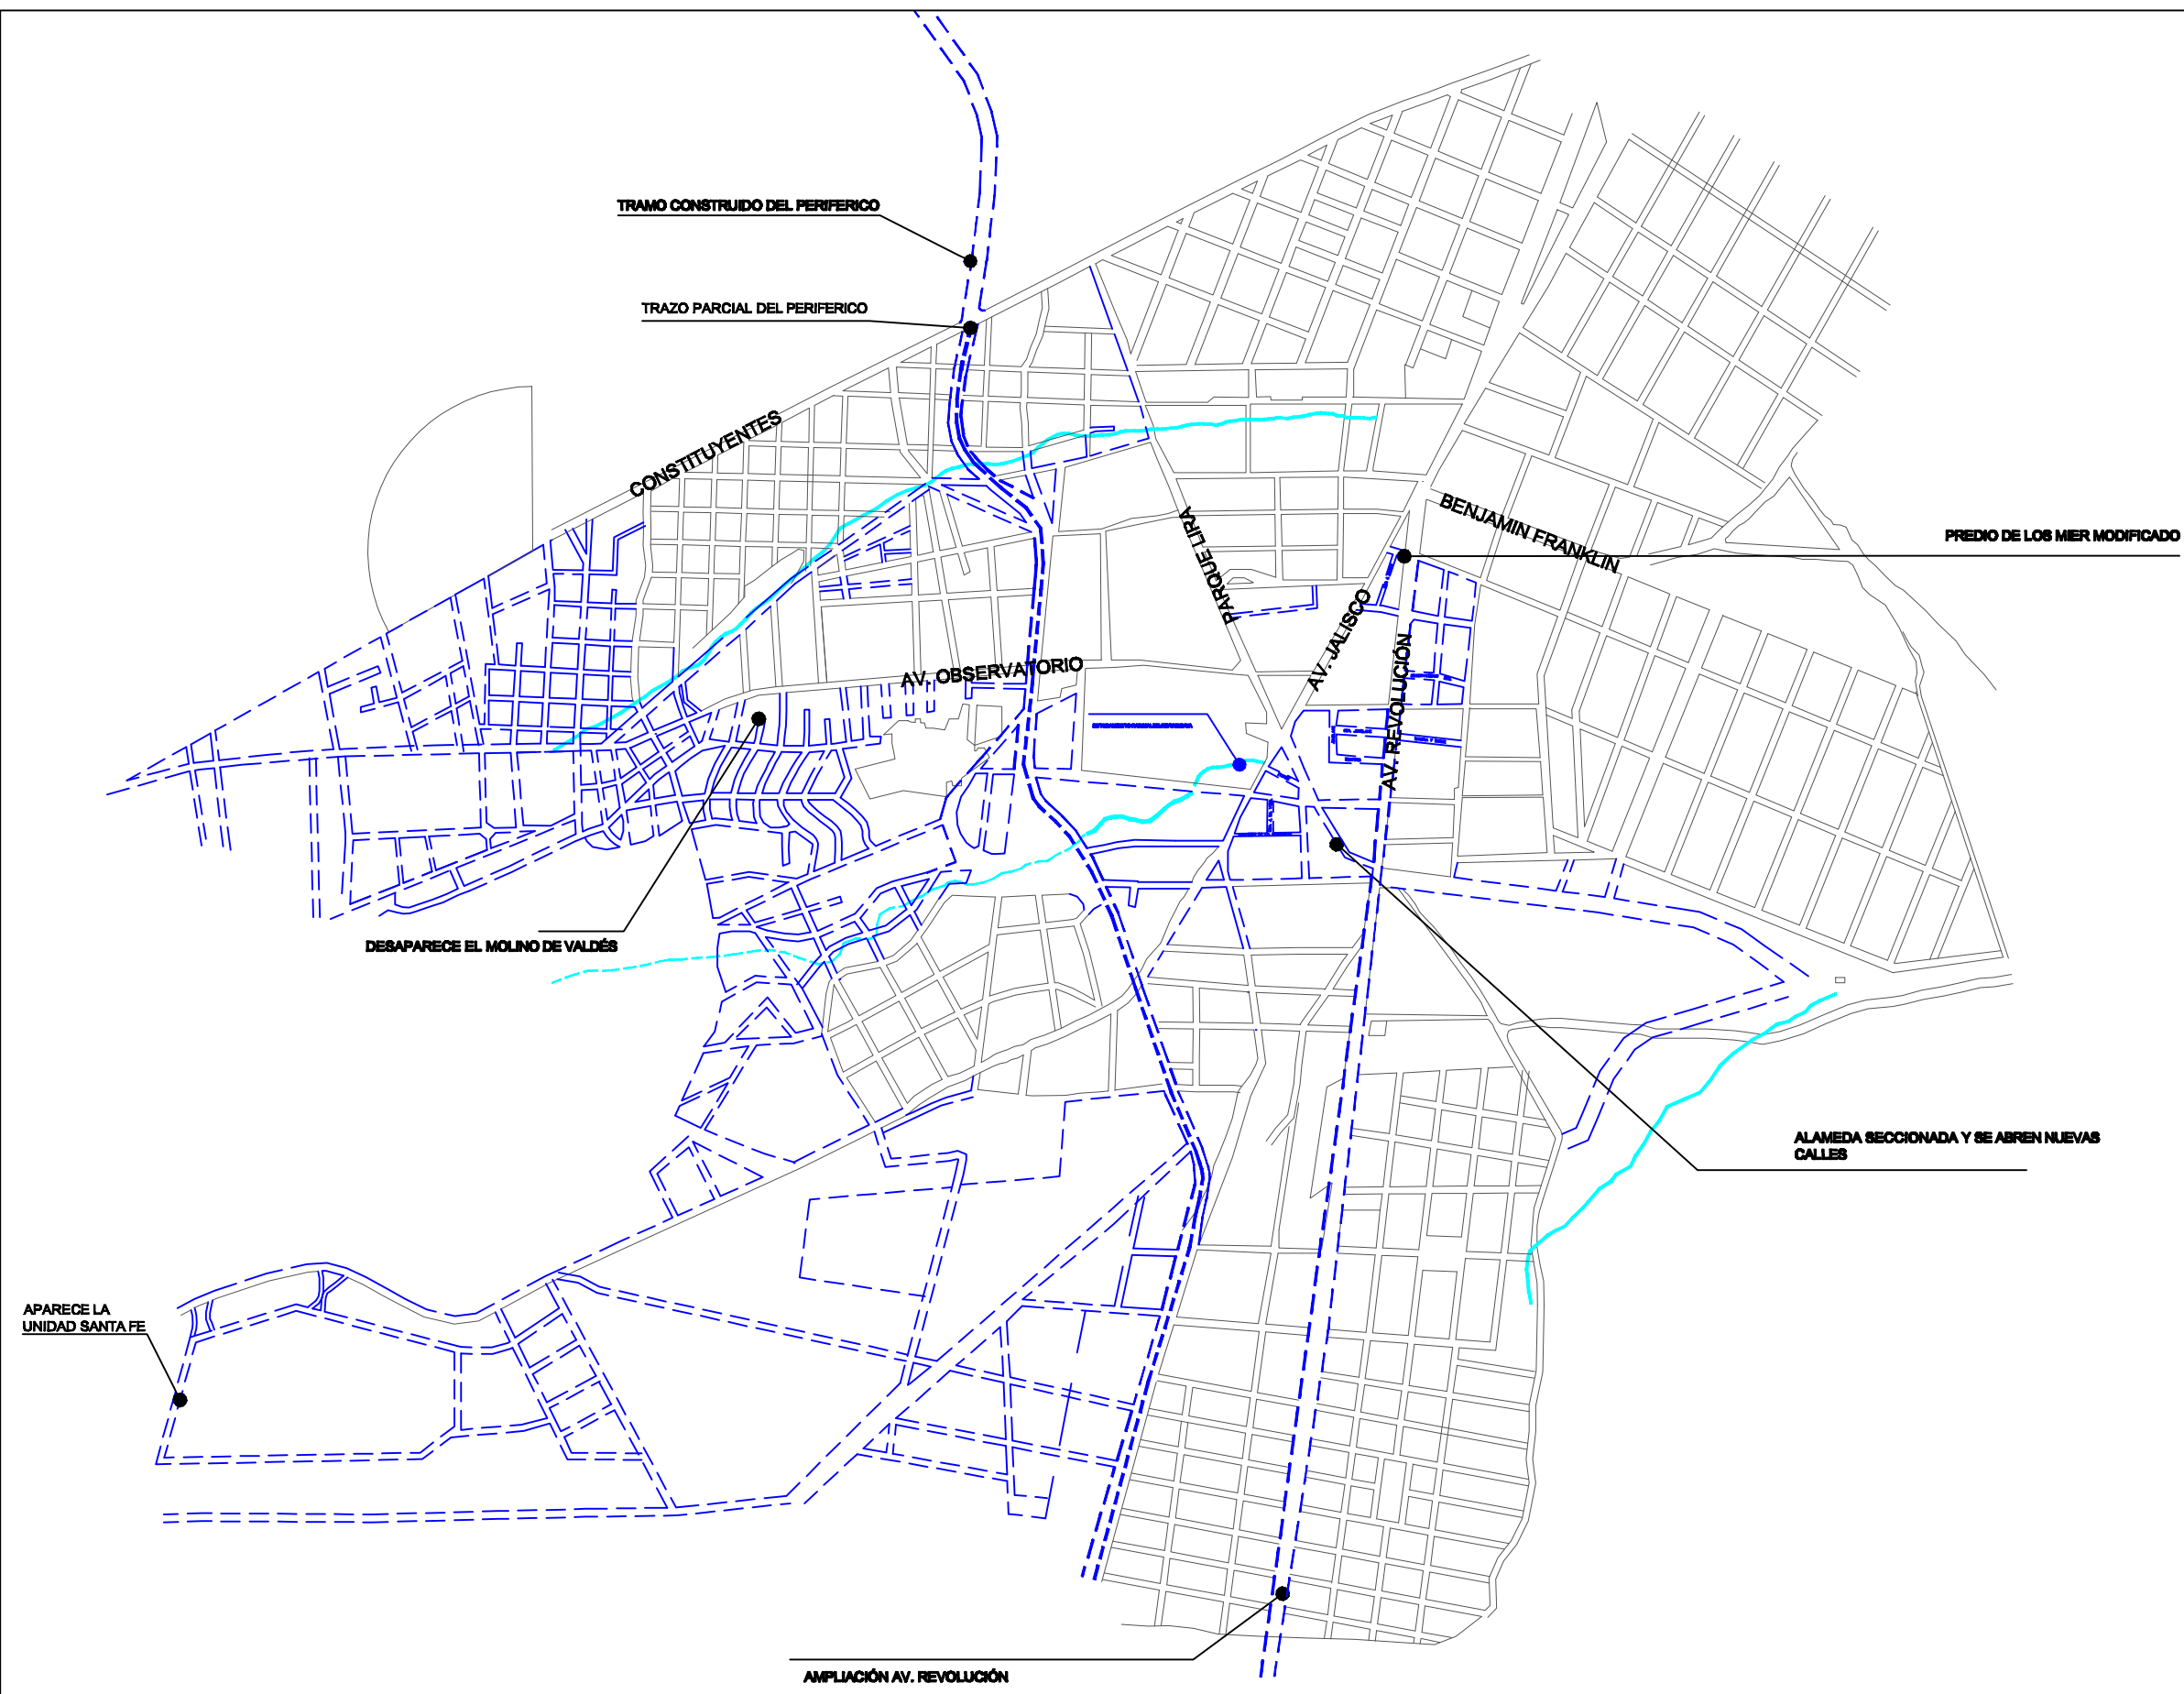 TRAMO CONSTRUIDO DEL PERIFERICO
TRAZO PARCIAL DEL PERIFERICO
CONSTITUYENTES
PARQUE LIRA
BENJAMIN FRANKLIN
PREDIO DE LOS MIER MODIFICADO
AV. JALISCO
AV. OBSERVATORIO
AV. REVOLUCIÓN
DESAPARECE EL MOLINO DE VALDÉS
ALAMEDA SECCIONADA Y SE ABREN NUEVAS
CALLES
APARECE LA
UNIDAD SANTA FE
AMPLIACIÓN AV. REVOLUCIÓN